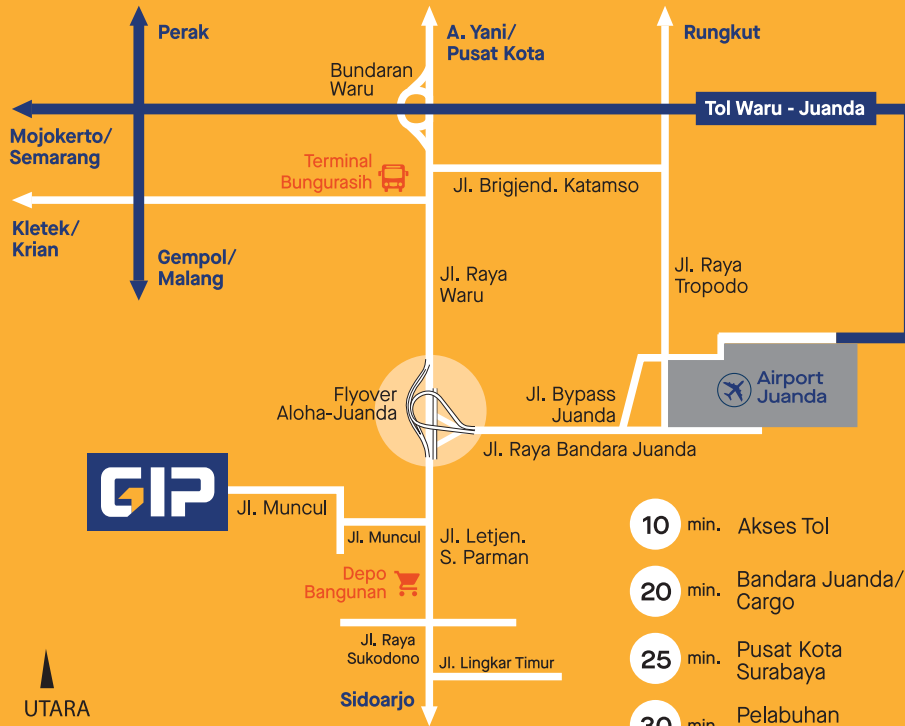 Perak
A. Yani/
Pusat Kota
Rungkut
Bundaran
Waru
Tol Waru - Juanda
Mojokerto/
Semarang
Terminal
Bungurasih
Jl. Brigjend. Katamso
Kletek/
Krian
Gempol/
Malang
Jl. Raya
Waru
Jl. Raya
Tropodo
Flyover
Aloha-Juanda
Jl. Bypass
Juanda
Airport
Juanda
Jl. Raya Bandara Juanda
GIP
Jl. Muncul
Jl. Muncul
Jl. Letjen.
S. Parman
Depo
Bangunan
Jl. Raya
Sukodono
Jl. Lingkar Timur
Sidoarjo
UTARA
10 min. Akses Tol
20 min. Bandara Juanda/
Cargo
25 min. Pusat Kota
Surabaya
30 min. Pelabuhan